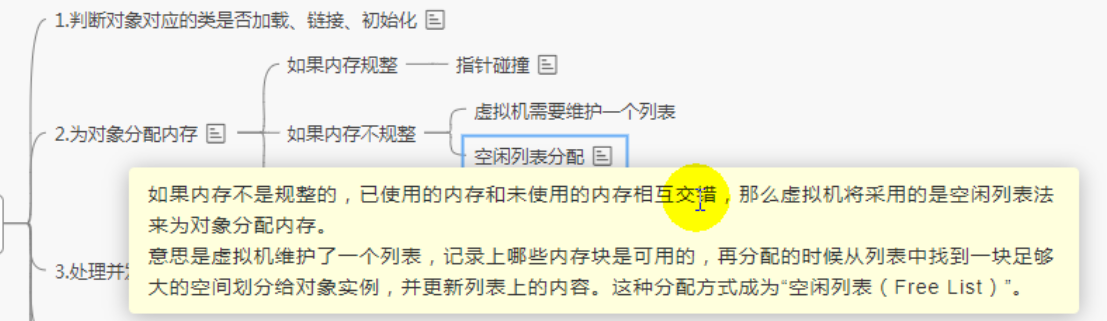 1.判断对象对应的类是否加载、链接、初始化
如果内存规整 指针碰撞
虚拟机需要维护一个列表
2.为对象分配内存 如果内存不规整
空闲列表分配
如果内存不是规整的，已使用的内存和未使用的内存相互交错，那么虚拟机将采用的是空闲列表法
来为对象分配内存。
意思是虚拟机维护了一个列表，记录上哪些内存块是可用的，再分配的时候从列表中找到一块足够
大的空间划分给对象实例，并更新列表上的内容。这种分配方式成为“空闲列表（Free List）”。
3.处理并